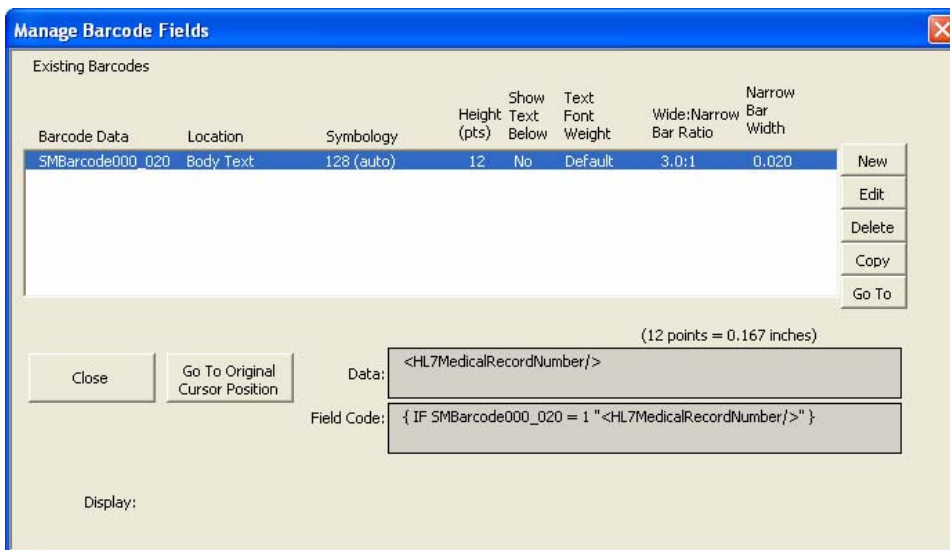 Manage Barcode Fields
Existing Barcodes
Barcode Data Location Symbology Height (pts) Show Text Below Text Font Weight Wide:Narrow Bar Ratio Narrow Bar Width
SMBarcode000_020 Body Text 128 (auto) 12 No Default 3.0:1 0.020
New
Edit
Delete
Copy
Go To
(12 points = 0.167 inches)
Close
Go To Original
Cursor Position
Data: <HL7MedicalRecordNumber/>
Field Code: { IF SMBarcode000_020 = 1 "<HL7MedicalRecordNumber/>" }
Display: